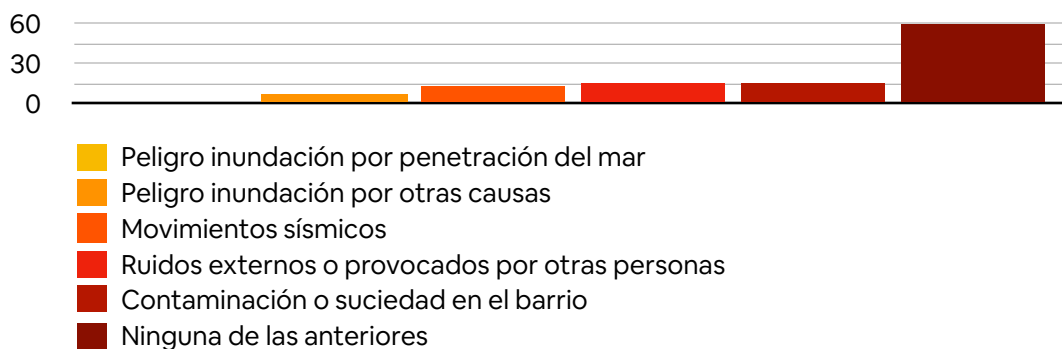 60
30
0
Peligro inundación por penetración del mar
Peligro inundación por otras causas
Movimientos sísmicos
Ruidos externos o provocados por otras personas
Contaminación o suciedad en el barrio
Ninguna de las anteriores